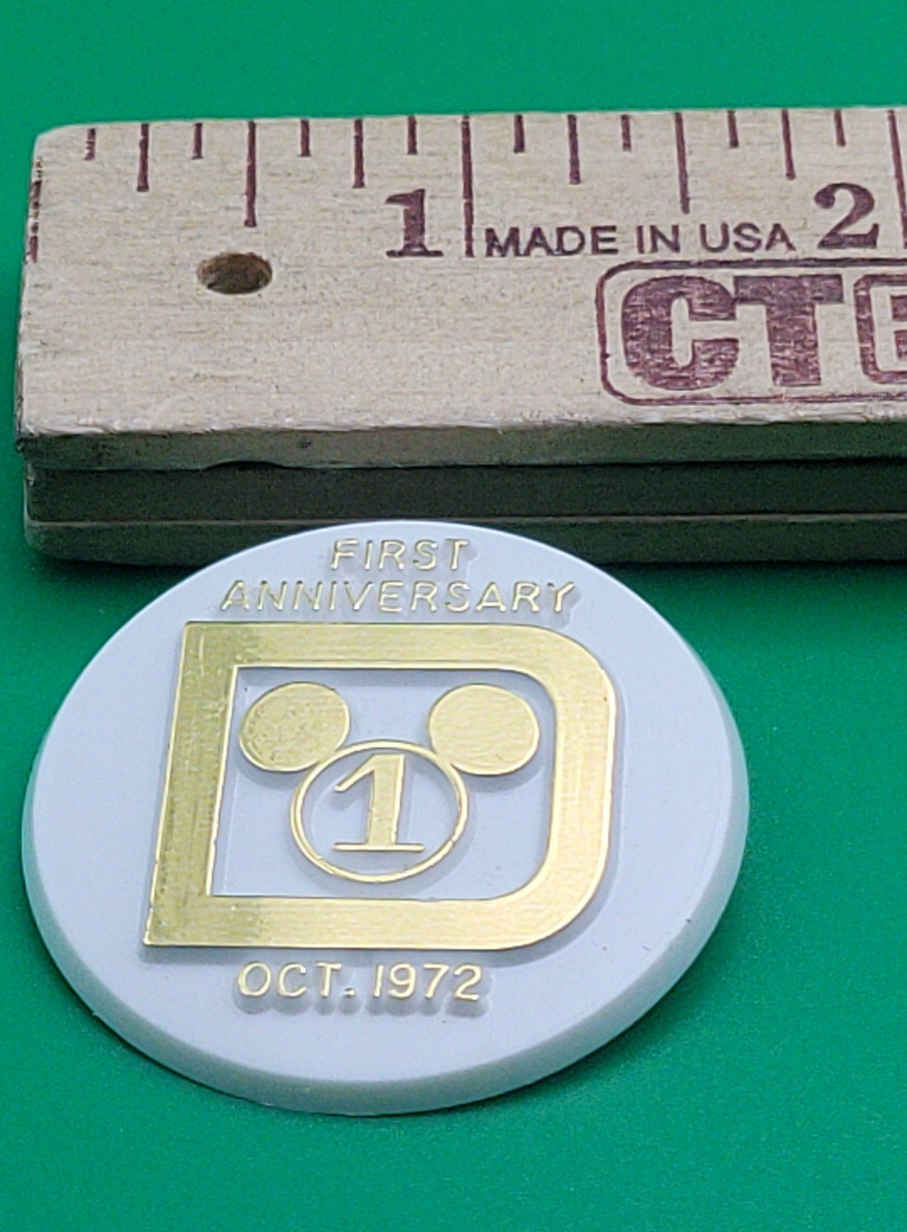 1 MADE IN USA 2
CT
FIRST
ANNIVERSARY
1
OCT. 1972